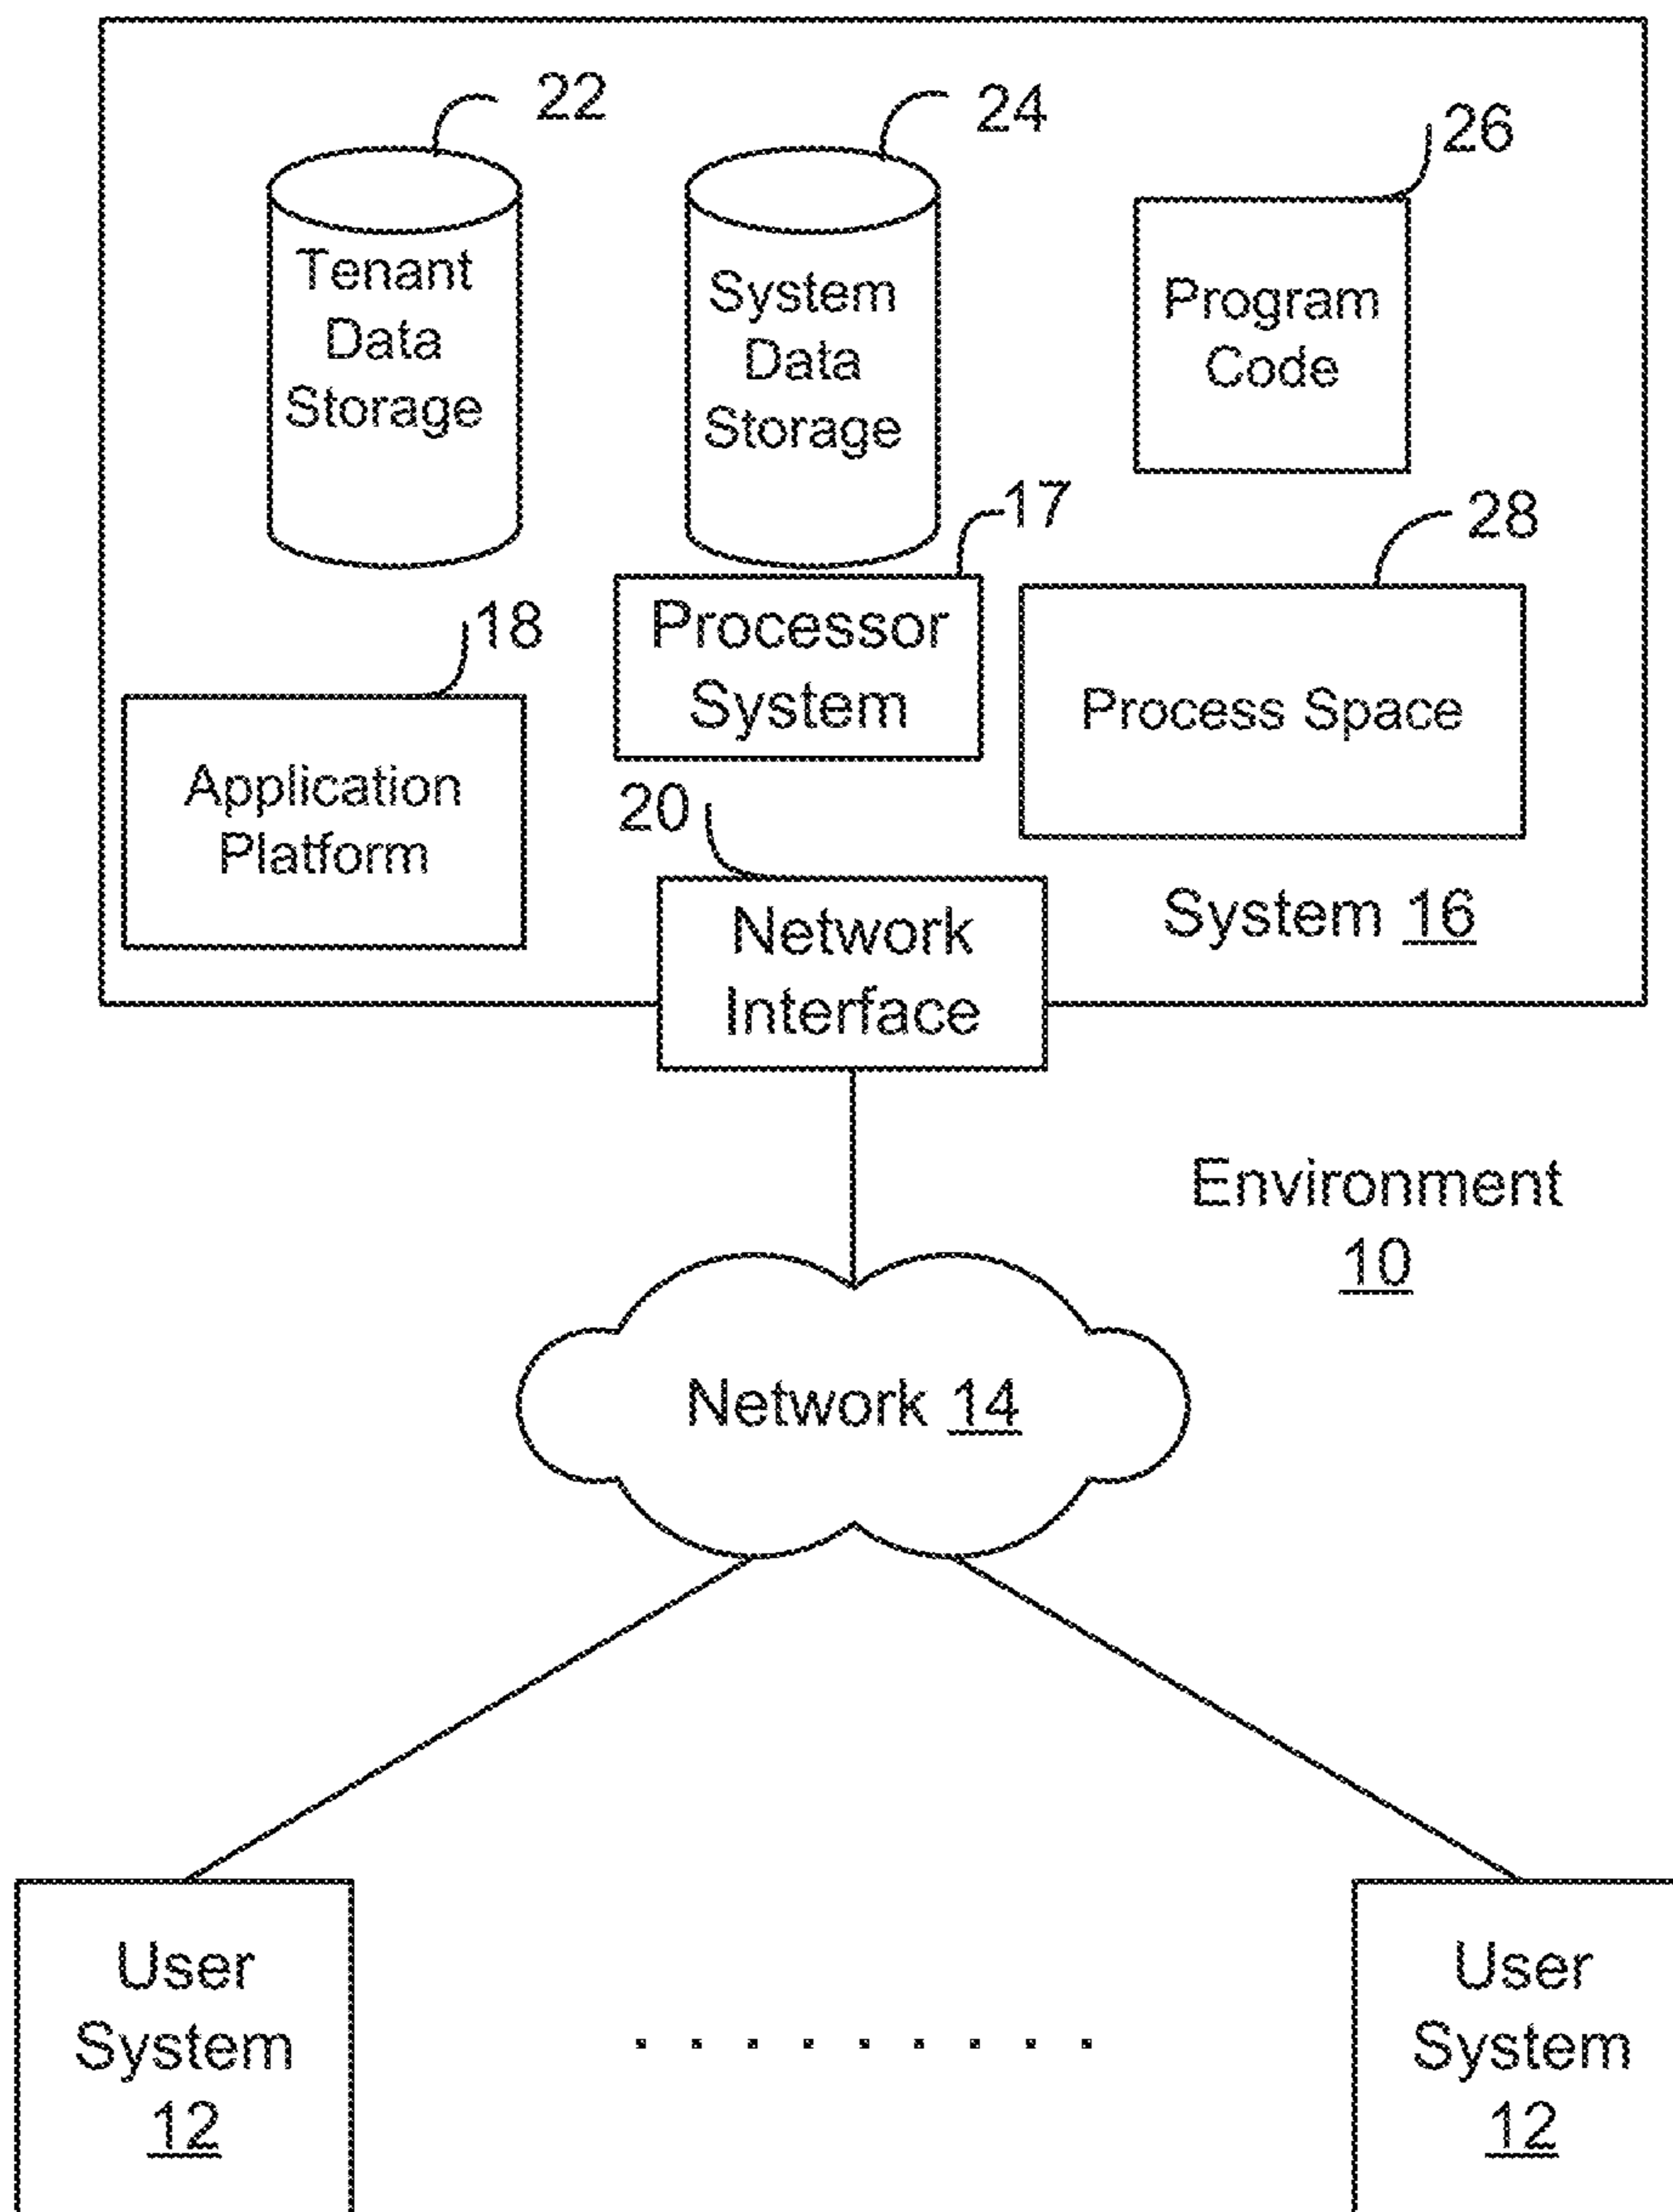 22
24
26
Tenant
Data
Storage
System
Data
Storage
Program
Code
17
28
18
Processor
System
Process Space
Application
Platform
20
System 16
Network
Interface
Environment
10
Network 14
User
System
12
User
System
12